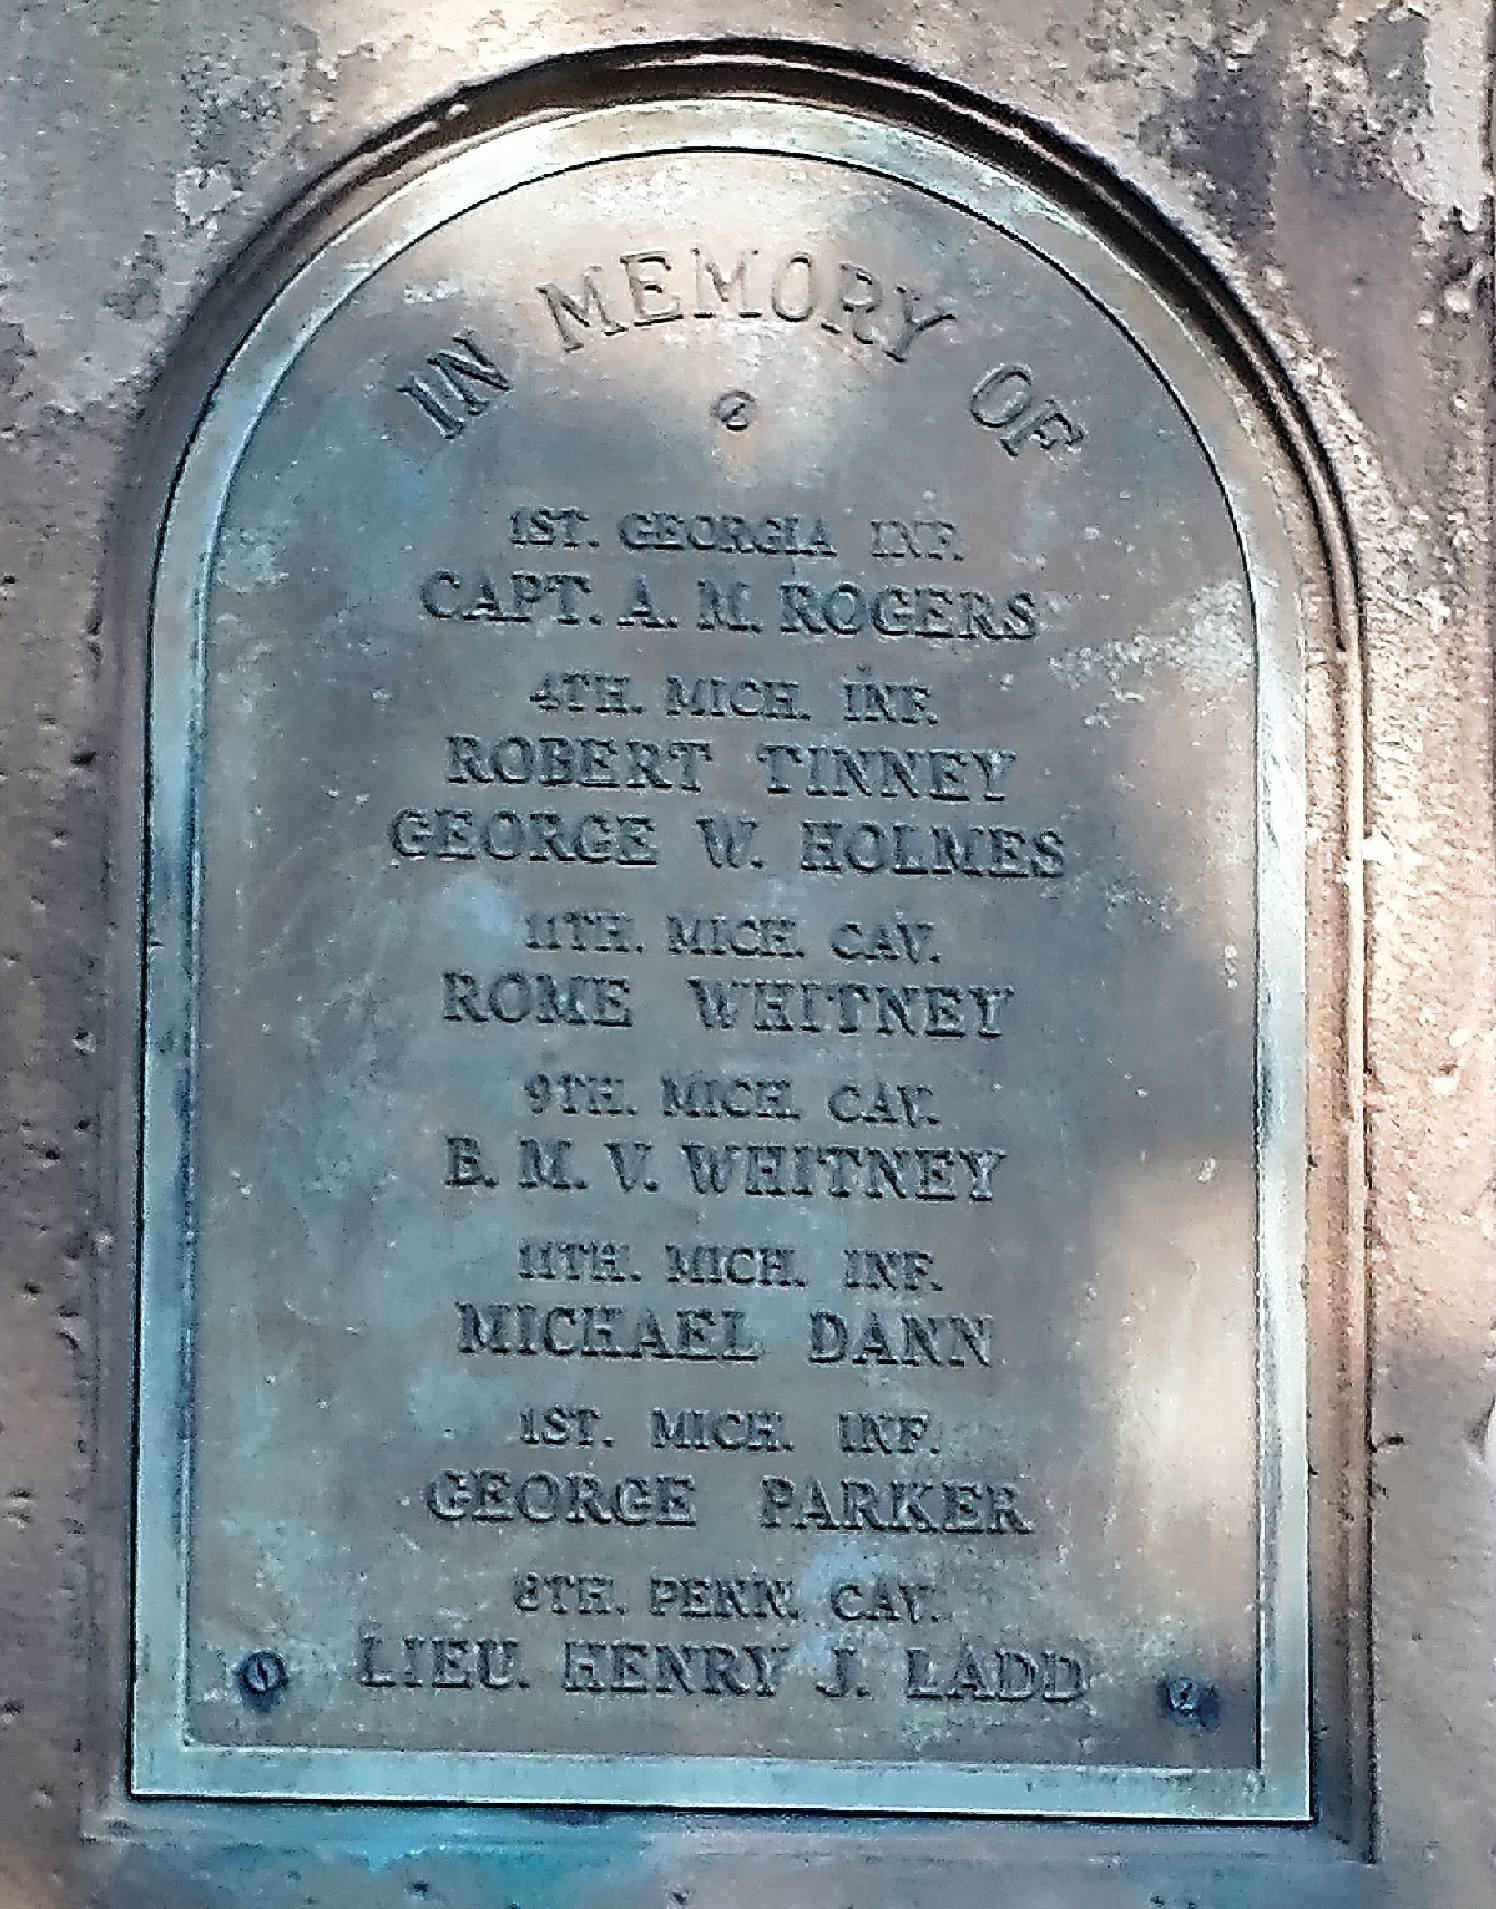 IN MEMORY OF
1ST. GEORGIA INF.
CAPT. A. M. ROGERS
4TH. MICH. INF.
ROBERT TINNEY
GEORGE W. HOLMES
11TH. MICH. CAV.
ROME WHITNEY
9TH. MICH. CAV.
B. M. V. WHITNEY
11TH. MICH. INF.
MICHAEL DANN
1ST. MICH. INF.
GEORGE PARKER
8TH. PENN. CAV.
LIEU. HENRY J. LADD